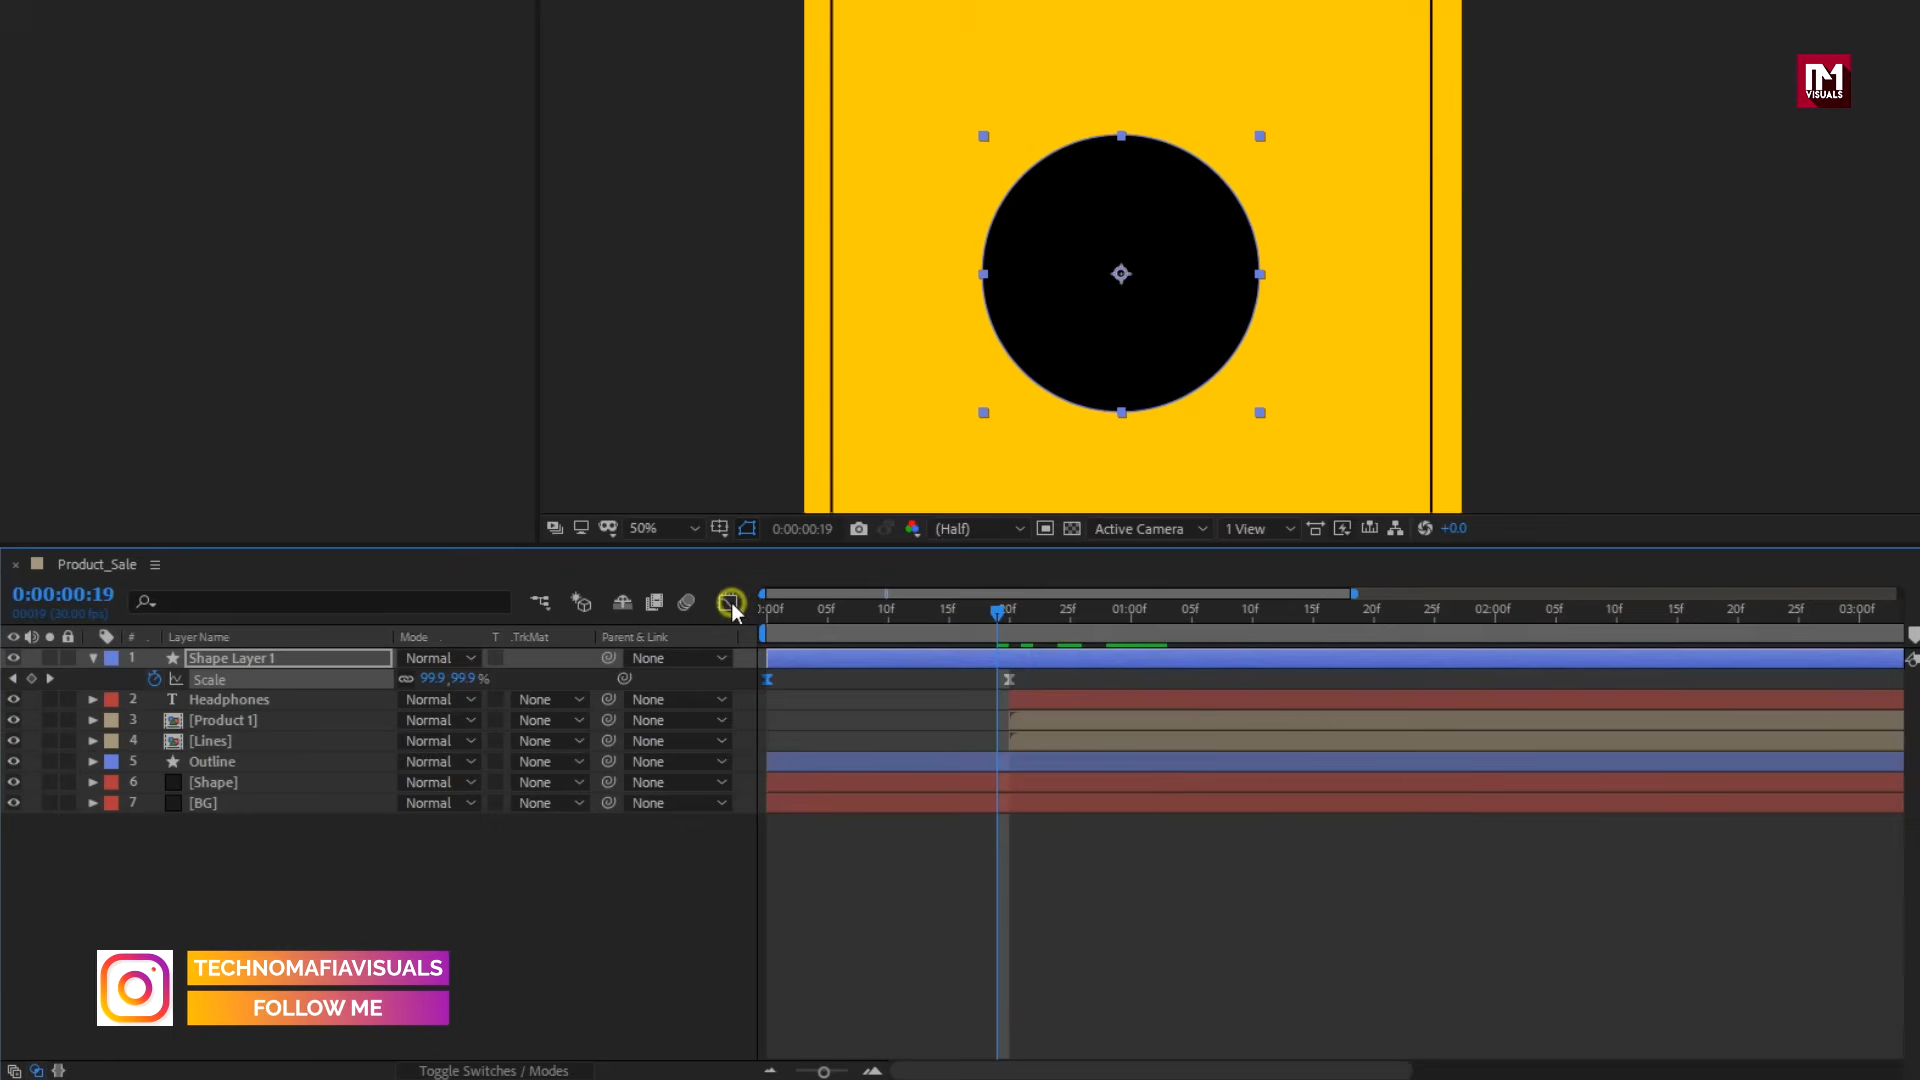 TM
VISUALS
50%
0:00:00:19
(Half)
Active Camera
1 View
+0.0
Product_Sale
0:00:00:19
00019 (30.00 fps)
:00f 05f 10f 15f 20f 25f 01:00f 05f 10f 15f 20f 25f 02:00f 05f 10f 15f 20f 25f 03:00f
# Layer Name Mode T .TrkMat Parent & Link
1 Shape Layer 1 Normal None
Scale 99.9,99.9 %
2 T Headphones Normal None None
3 [Product 1] Normal None None
4 [Lines] Normal None None
5 Outline Normal None None
6 [Shape] Normal None None
7 [BG] Normal None None
TECHNOMAFIAVISUALS
FOLLOW ME
Toggle Switches / Modes